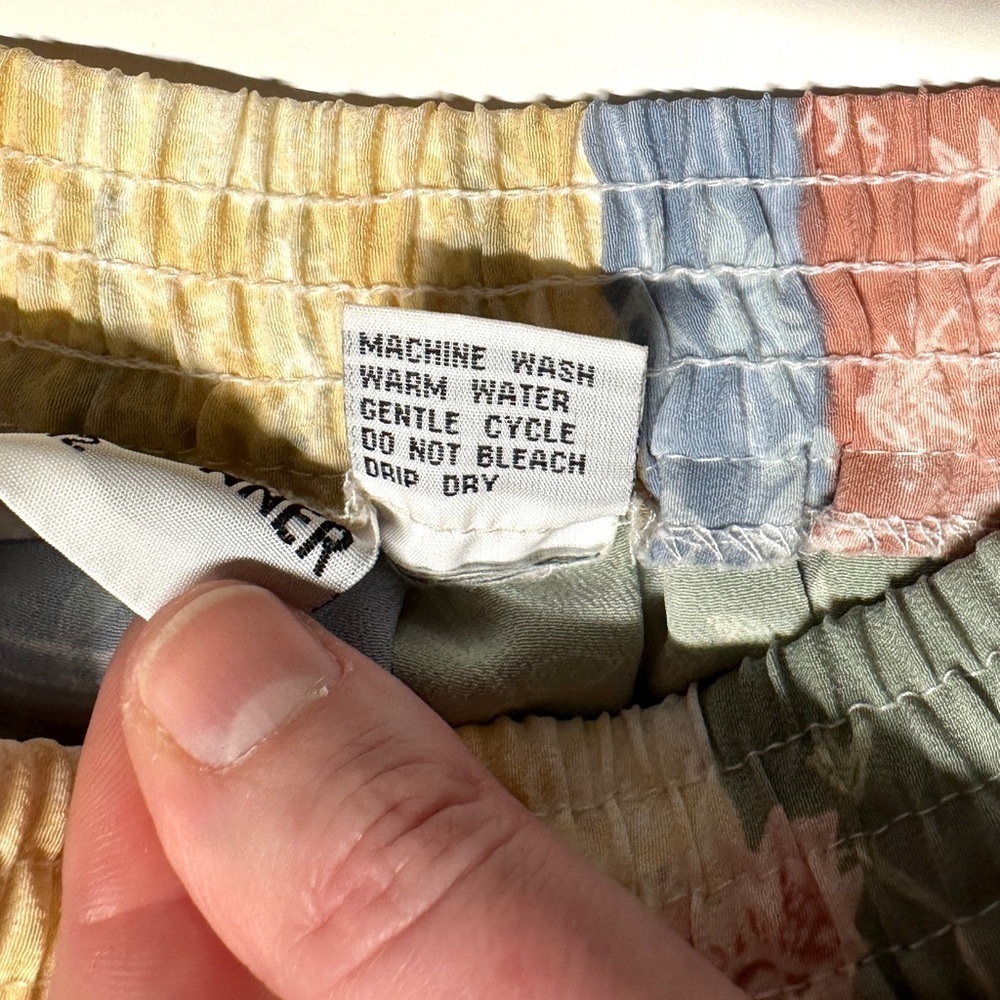 MACHINE WASH
WARM WATER
GENTLE CYCLE
DO NOT BLEACH
DRIP DRY